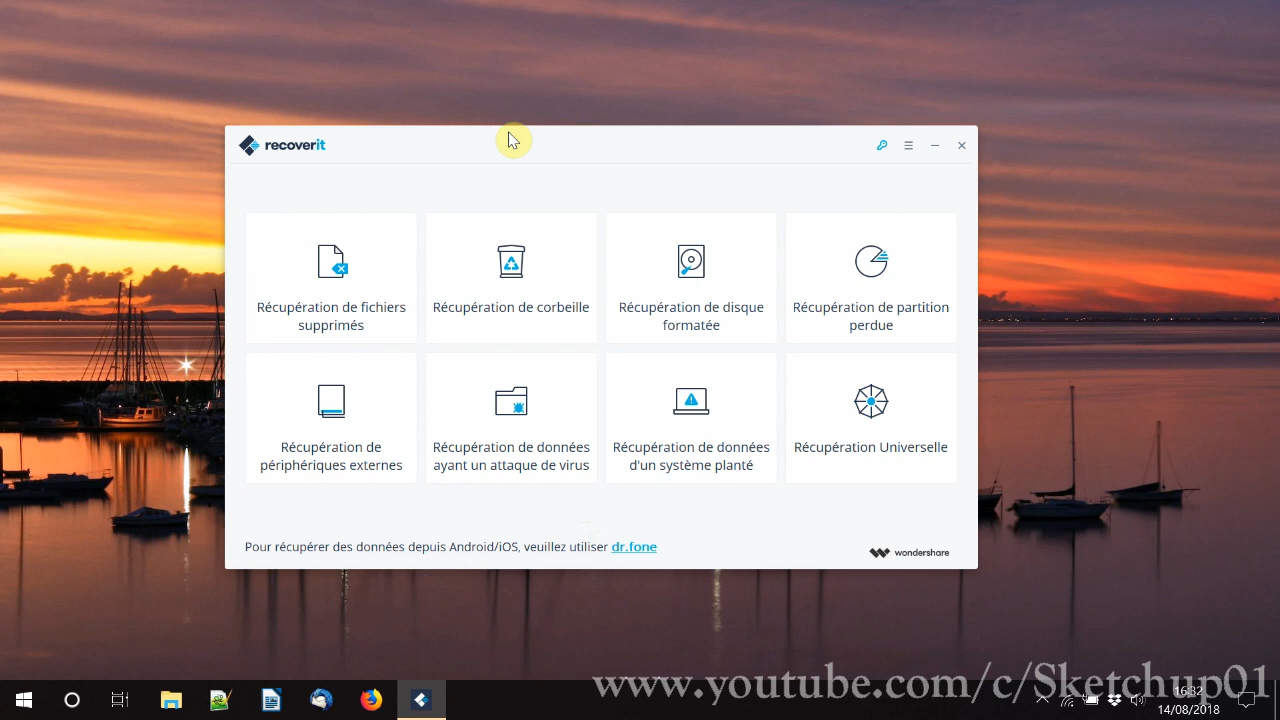 recoverit
Récupération de fichiers
supprimés
Récupération de corbeille
Récupération de disque
formatée
Récupération de partition
perdue
Récupération de
périphériques externes
Récupération de données
ayant un attaque de virus
Récupération de données
d'un système planté
Récupération Universelle
Pour récupérer des données depuis Android/iOS, veuillez utiliser dr.fone
wondershare
www.youtube.com/c/Sketchup01
16:32
14/08/2018